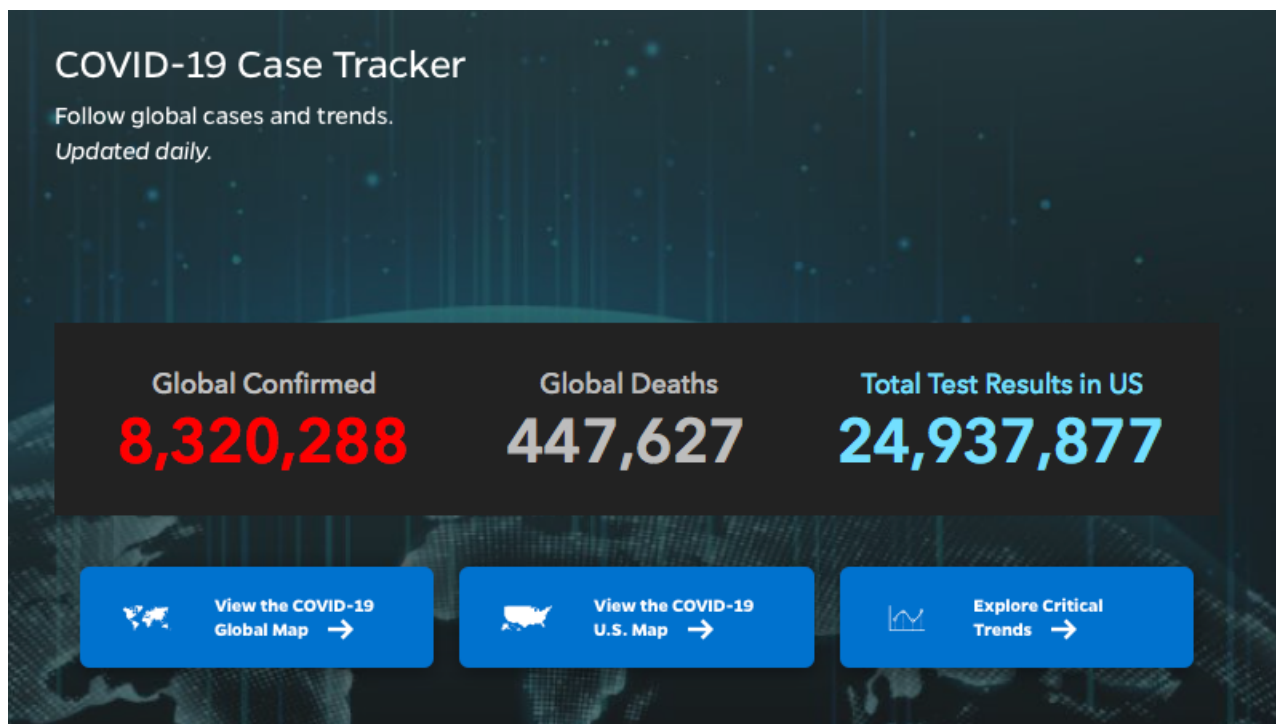 COVID-19 Case Tracker
Follow global cases and trends.
Updated daily.
Global Confirmed
8,320,288
Global Deaths
447,627
Total Test Results in US
24,937,877
View the COVID-19
Global Map →
View the COVID-19
U.S. Map →
Explore Critical
Trends →